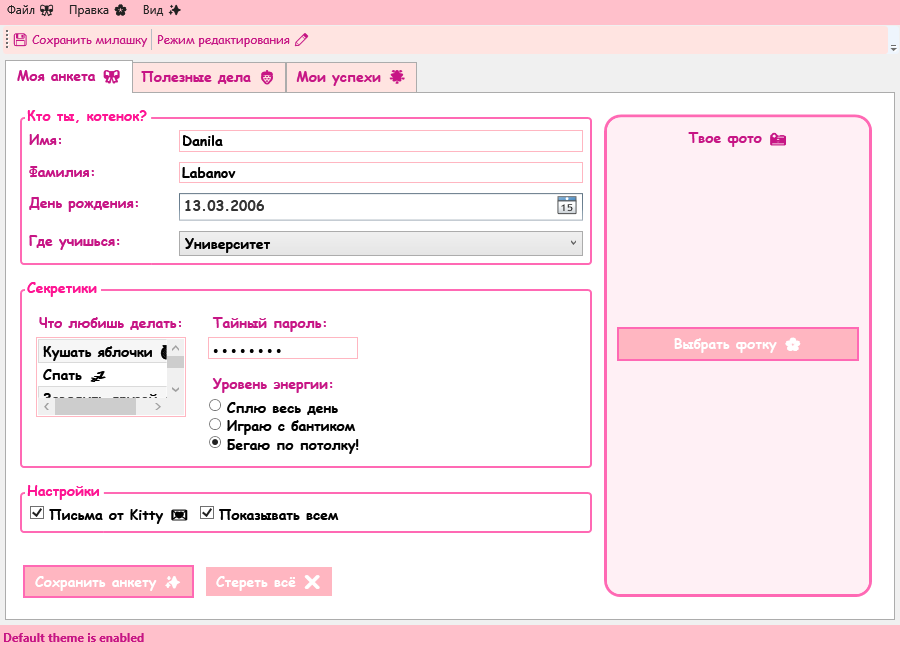 Файл Правка Вид
Сохранить милашку Режим редактирования
Моя анкета Полезные дела Мои успехи
Кто ты, котенок?
Имя: Danila
Фамилия: Labanov
День рождения: 13.03.2006 15
Где учишься: Университет
Секретики
Что любишь делать:
Кушать яблочки
Спать
Тайный пароль:
••••••••
Уровень энергии:
Сплю весь день
Играю с бантиком
Бегаю по потолку!
Настройки
Письма от Kitty Показывать всем
Сохранить анкету Стереть всё
Твое фото
Выбрать фотку
Default theme is enabled